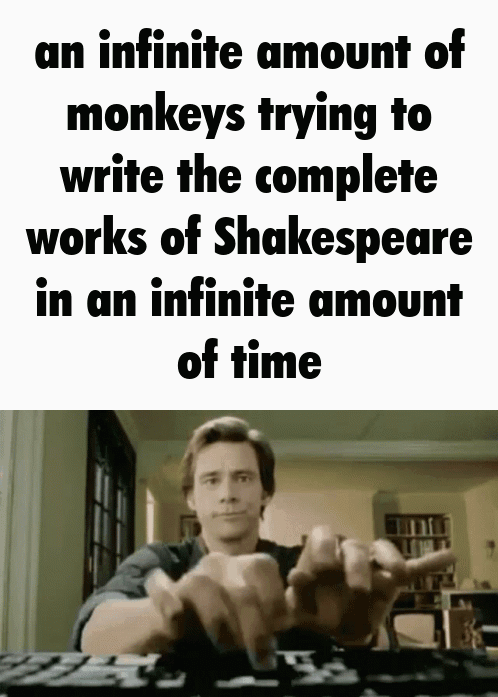 an infinite amount of
monkeys trying to
write the complete
works of Shakespeare
in an infinite amount
of time